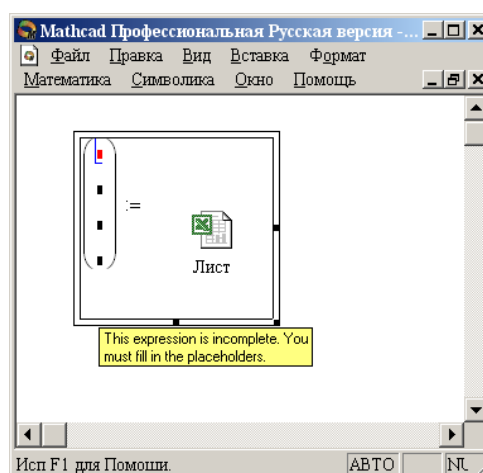 Mathcad Профессиональная Русская версия -...
Файл Правка Вид Вставка Формат
Математика Символика Окно Помощь
:=
Лист
This expression is incomplete. You
must fill in the placeholders.
Исп F1 для Помощи. АВТО NU